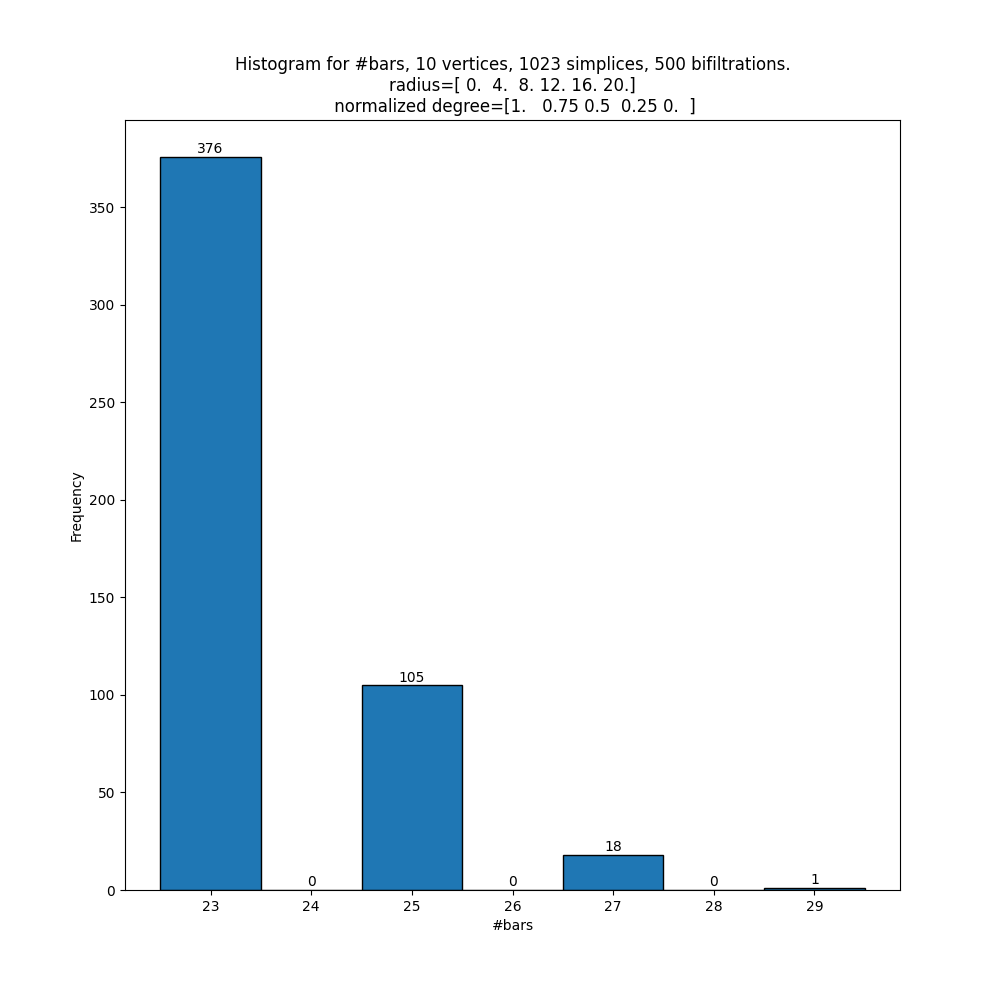 Histogram for #bars, 10 vertices, 1023 simplices, 500 bifiltrations.
radius=[ 0.  4.  8. 12. 16. 20.]
normalized degree=[1.   0.75 0.5  0.25 0.  ]
376
350
300
250
200
150
100
50
0
Frequency
105
18
0
0
0
1
23 24 25 26 27 28 29
#bars